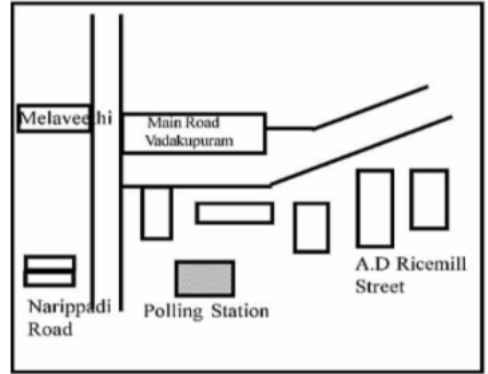 Melaveethi
Main Road
Vadakupuram
A.D Ricemill
Street
Narippadi
Road
Polling Station